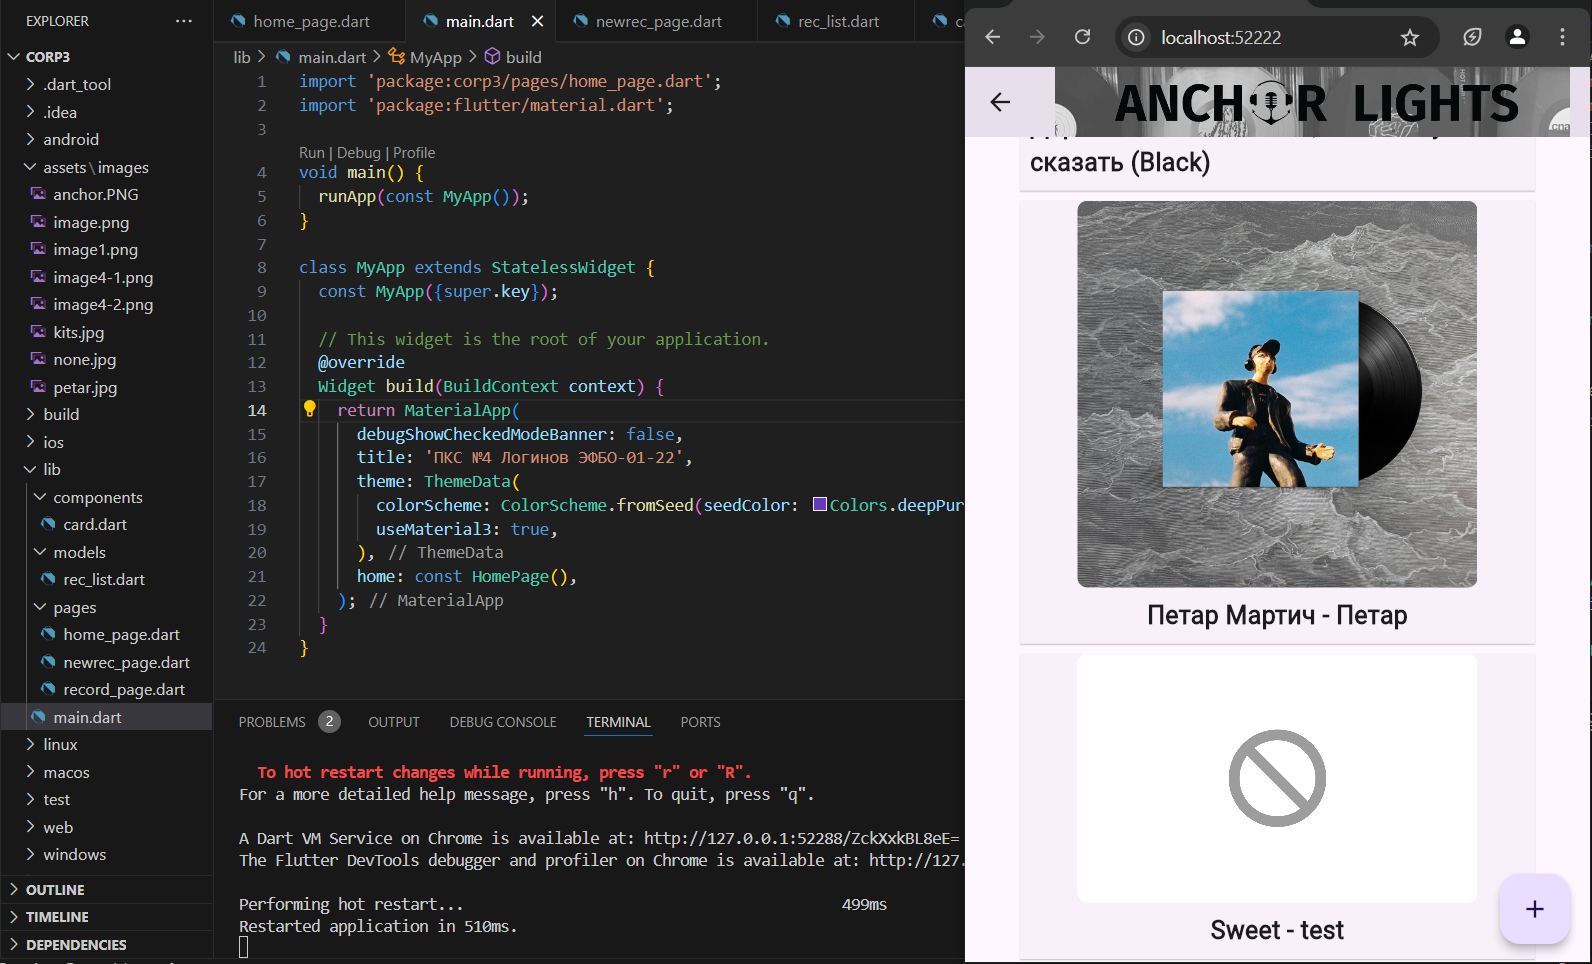 EXPLORER
CORP3
.dart_tool
.idea
android
assets\images
anchor.PNG
image.png
image1.png
image4-1.png
image4-2.png
kits.jpg
none.jpg
petar.jpg
build
ios
lib
components
card.dart
models
rec_list.dart
pages
home_page.dart
newrec_page.dart
record_page.dart
main.dart
linux
macos
test
web
windows
OUTLINE
TIMELINE
DEPENDENCIES
home_page.dart main.dart newrec_page.dart rec_list.dart
lib > main.dart > MyApp > build
1 import 'package:corp3/pages/home_page.dart';
2 import 'package:flutter/material.dart';
3
Run | Debug | Profile
4 void main() {
5 runApp(const MyApp());
6 }
7
8 class MyApp extends StatelessWidget {
9 const MyApp({super.key});
10
11 // This widget is the root of your application.
12 @override
13 Widget build(BuildContext context) {
14 return MaterialApp(
15 debugShowCheckedModeBanner: false,
16 title: 'ПКС №4 Логинов ЭФБО-01-22',
17 theme: ThemeData(
18 colorScheme: ColorScheme.fromSeed(seedColor: Colors.deepPur
19 useMaterial3: true,
20 ), // ThemeData
21 home: const HomePage(),
22 ); // MaterialApp
23 }
24 }
PROBLEMS 2 OUTPUT DEBUG CONSOLE TERMINAL PORTS
To hot restart changes while running, press "r" or "R".
For a more detailed help message, press "h". To quit, press "q".
A Dart VM Service on Chrome is available at: http://127.0.0.1:52288/ZckXxkBL8eE=
The Flutter DevTools debugger and profiler on Chrome is available at: http://127.
Performing hot restart... 499ms
Restarted application in 510ms.
localhost:52222
ANCHOR LIGHTS
сказать (Black)
Петар Мартич - Петар
Sweet - test